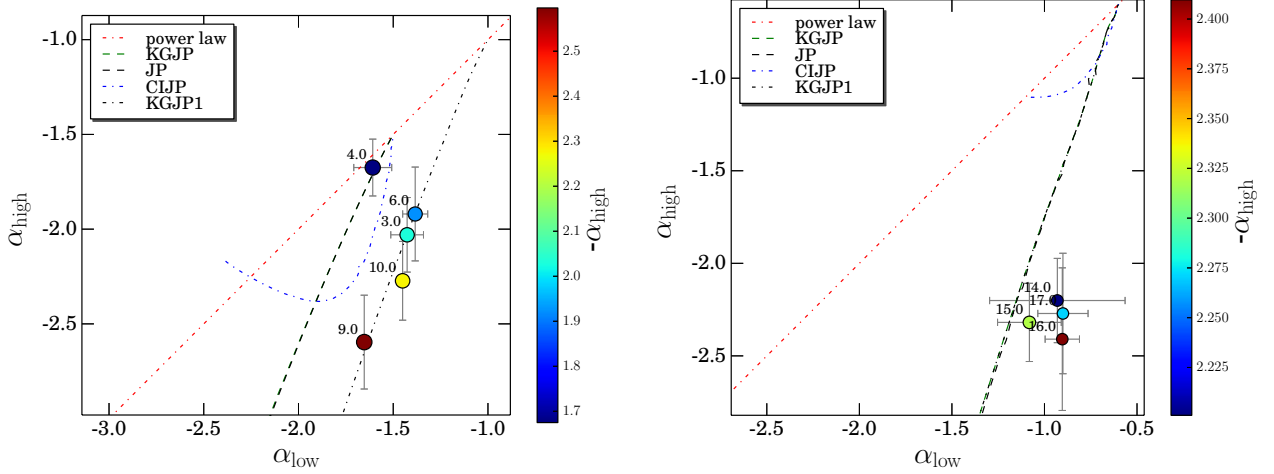 power law
KGJP
JP
CIJP
KGJP1
-1.0
-1.5
-2.0
-2.5
α_high
4.0
6.0
3.0
10.0
9.0
-3.0 -2.5 -2.0 -1.5 -1.0
α_low
2.5
2.4
2.3
2.2
2.1
2.0
1.9
1.8
1.7
-α_high
power law
KGJP
JP
CIJP
KGJP1
-1.0
-1.5
-2.0
-2.5
α_high
14.0
17.0
15.0
16.0
-2.5 -2.0 -1.5 -1.0 -0.5
α_low
2.400
2.375
2.350
2.325
2.300
2.275
2.250
2.225
-α_high